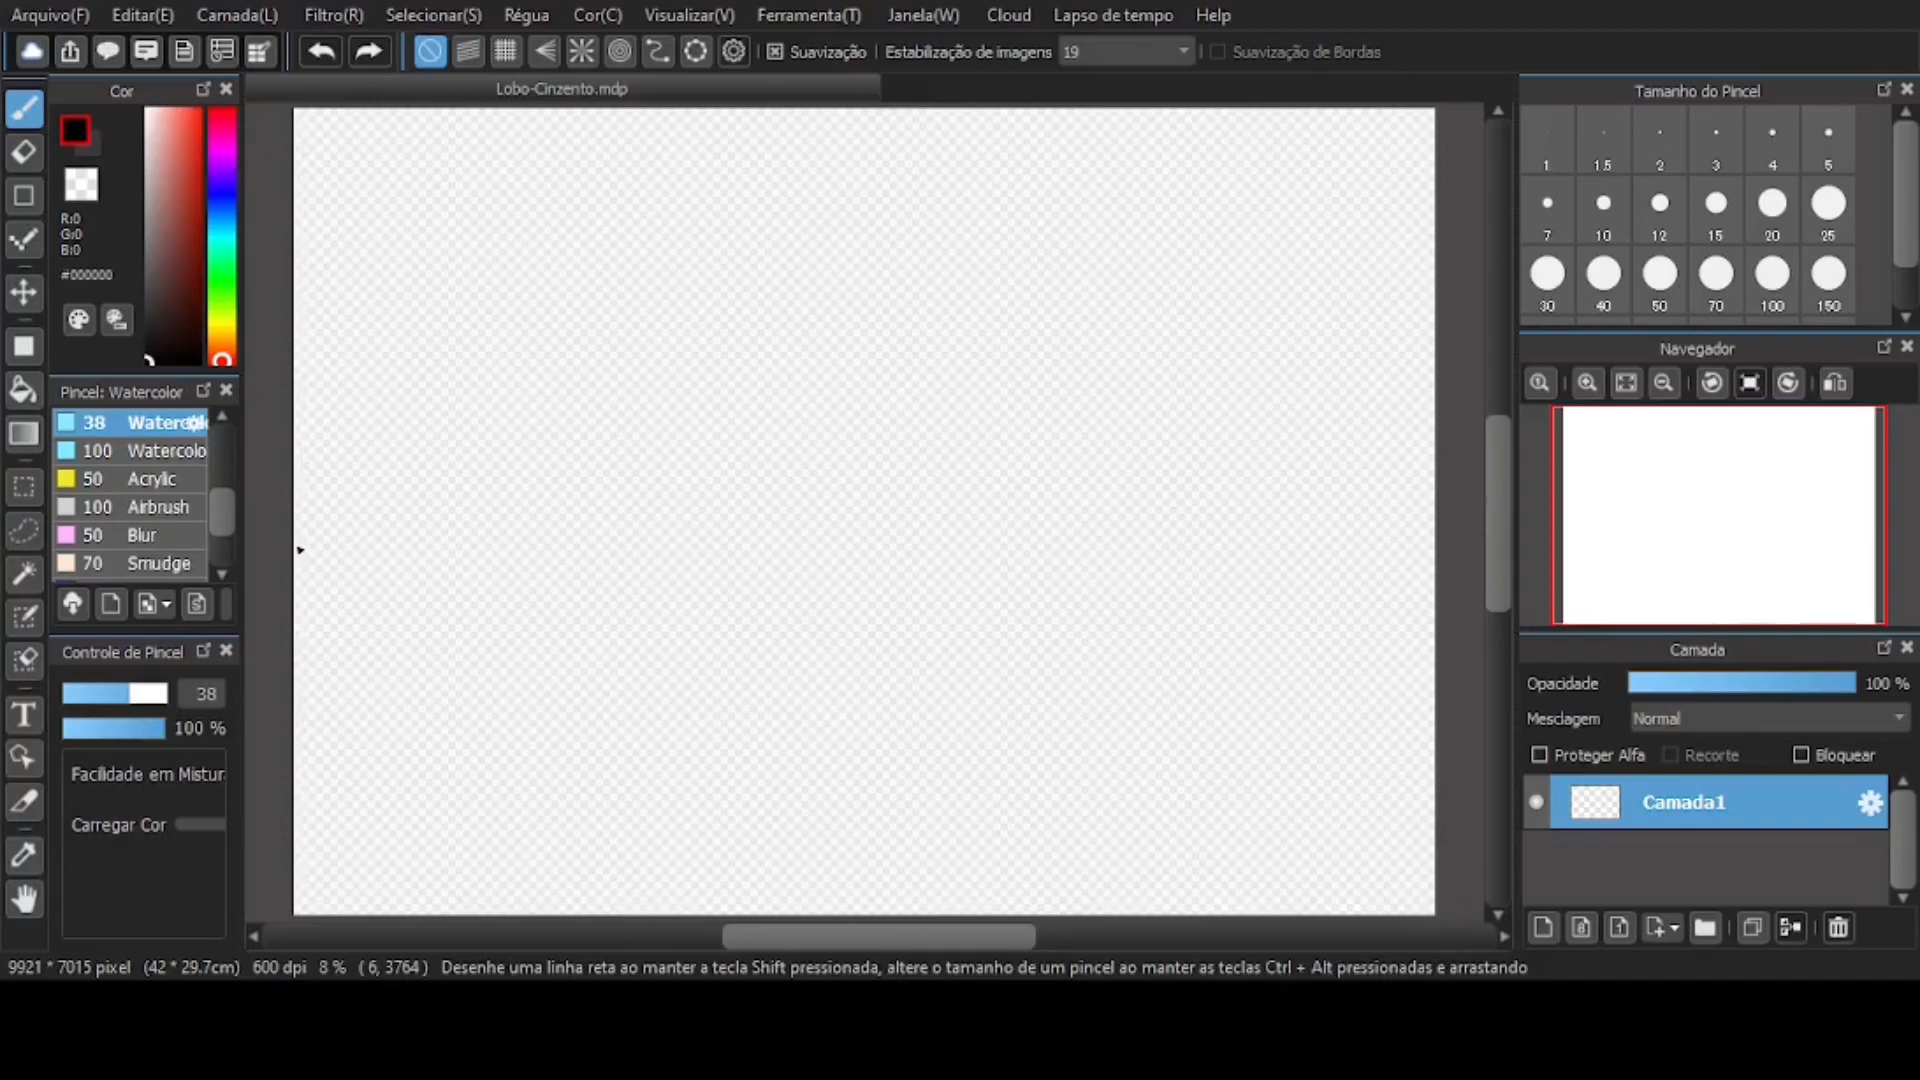 Arquivo(F) Editar(E) Camada(L) Filtro(R) Selecionar(S) Régua Cor(C) Visualizar(V) Ferramenta(T) Janela(W) Cloud Lapso de tempo Help
Suavização Estabilização de imagens 19 Suavização de Bordas
Cor
Lobo-Cinzento.mdp
R:0
G:0
B:0
#000000
Pincel: Watercolor
38 Watercolo
100 Watercolo
50 Acrylic
100 Airbrush
50 Blur
70 Smudge
Controle de Pincel
38
100 %
Facilidade em Mistur
Carregar Cor
Tamanho do Pincel
1 1.5 2 3 4 5
7 10 12 15 20 25
30 40 50 70 100 150
Navegador
Camada
Opacidade 100 %
Mesclagem Normal
Proteger Alfa Recorte Bloquear
Camada1
9921 * 7015 pixel (42 * 29.7cm) 600 dpi 8 % ( 6, 3764 ) Desenhe uma linha reta ao manter a tecla Shift pressionada, altere o tamanho de um pincel ao manter as teclas Ctrl + Alt pressionadas e arrastando